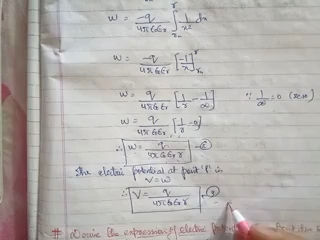 w = -q/4πϵ₀ϵr ∫ 1/x² dx
w = -q/4πϵ₀ϵr [-1/x]
w = q/4πϵ₀ϵr [1/r - 1/∞] ∵ 1/∞ = 0 (zero)
w = q/4πϵ₀ϵr [1/r - 0]
∴ w = q/4πϵ₀ϵr r
The electric potential at point 'P' is
V = w
∴ V = q/4πϵ₀ϵr r
# Derive the expression of electric